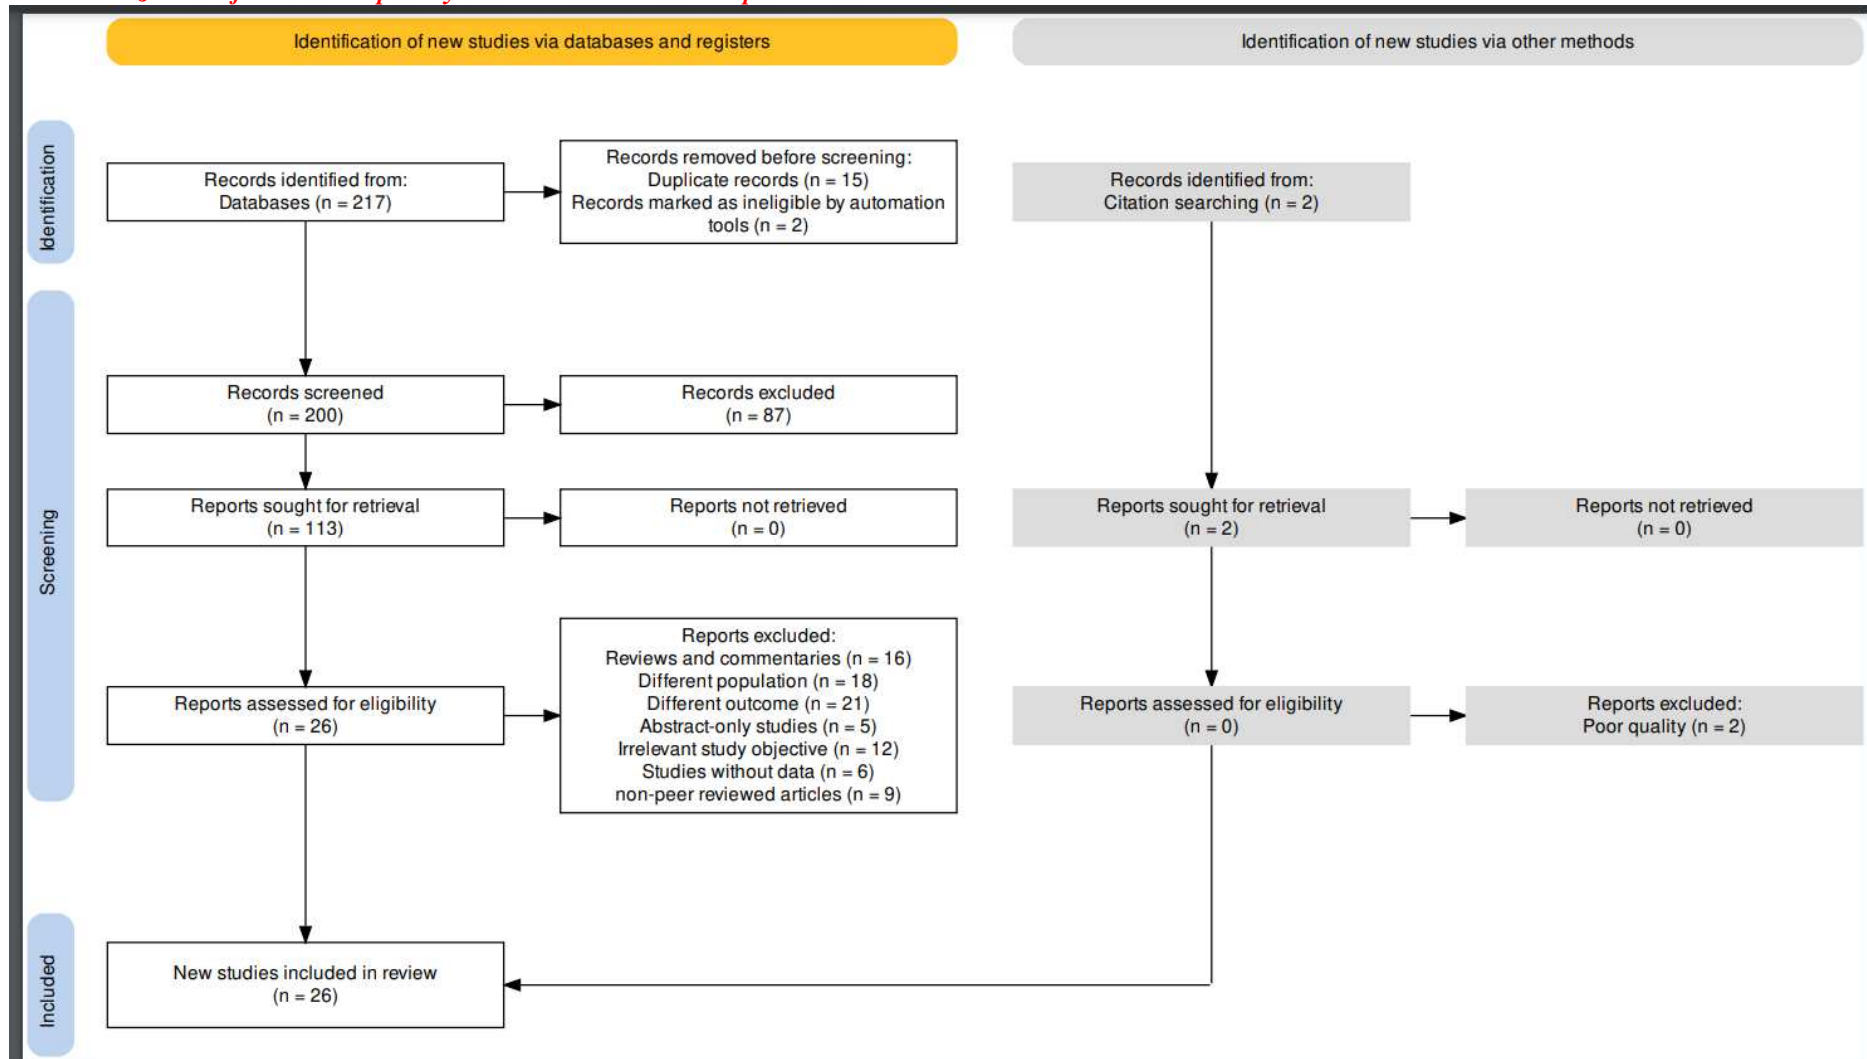 Identification of new studies via databases and registers
Identification of new studies via other methods
Identification
Records identified from:
Databases (n = 217)
Records removed before screening:
Duplicate records (n = 15)
Records marked as ineligible by automation
tools (n = 2)
Records identified from:
Citation searching (n = 2)
Screening
Records screened
(n = 200)
Records excluded
(n = 87)
Reports sought for retrieval
(n = 113)
Reports not retrieved
(n = 0)
Reports sought for retrieval
(n = 2)
Reports not retrieved
(n = 0)
Reports assessed for eligibility
(n = 26)
Reports excluded:
Reviews and commentaries (n = 16)
Different population (n = 18)
Different outcome (n = 21)
Abstract-only studies (n = 5)
Irrelevant study objective (n = 12)
Studies without data (n = 6)
non-peer reviewed articles (n = 9)
Reports assessed for eligibility
(n = 0)
Reports excluded:
Poor quality (n = 2)
Included
New studies included in review
(n = 26)